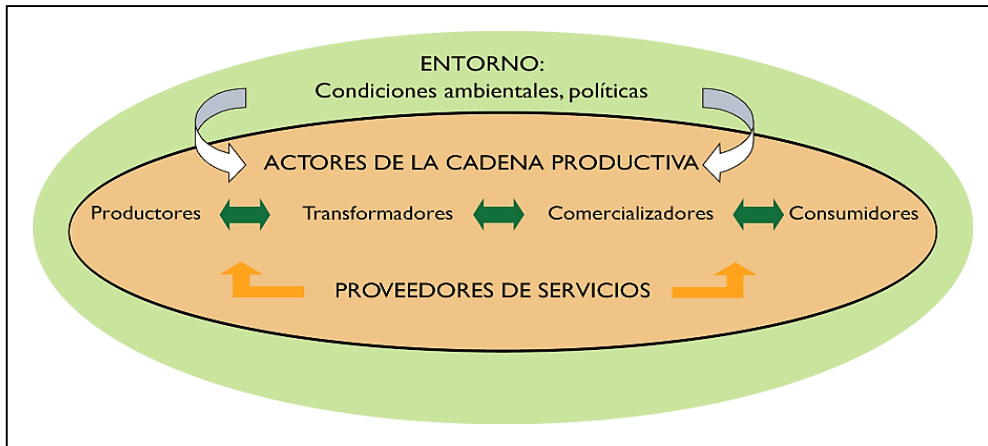 ENTORNO:
Condiciones ambientales, políticas
ACTORES DE LA CADENA PRODUCTIVA
Productores
Transformadores
Comercializadores
Consumidores
PROVEEDORES DE SERVICIOS